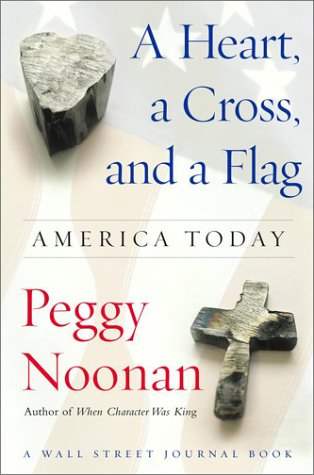 A Heart,
a Cross,
and a Flag
AMERICA TODAY
Peggy
Noonan
Author of When Character Was King
A WALL STREET JOURNAL BOOK